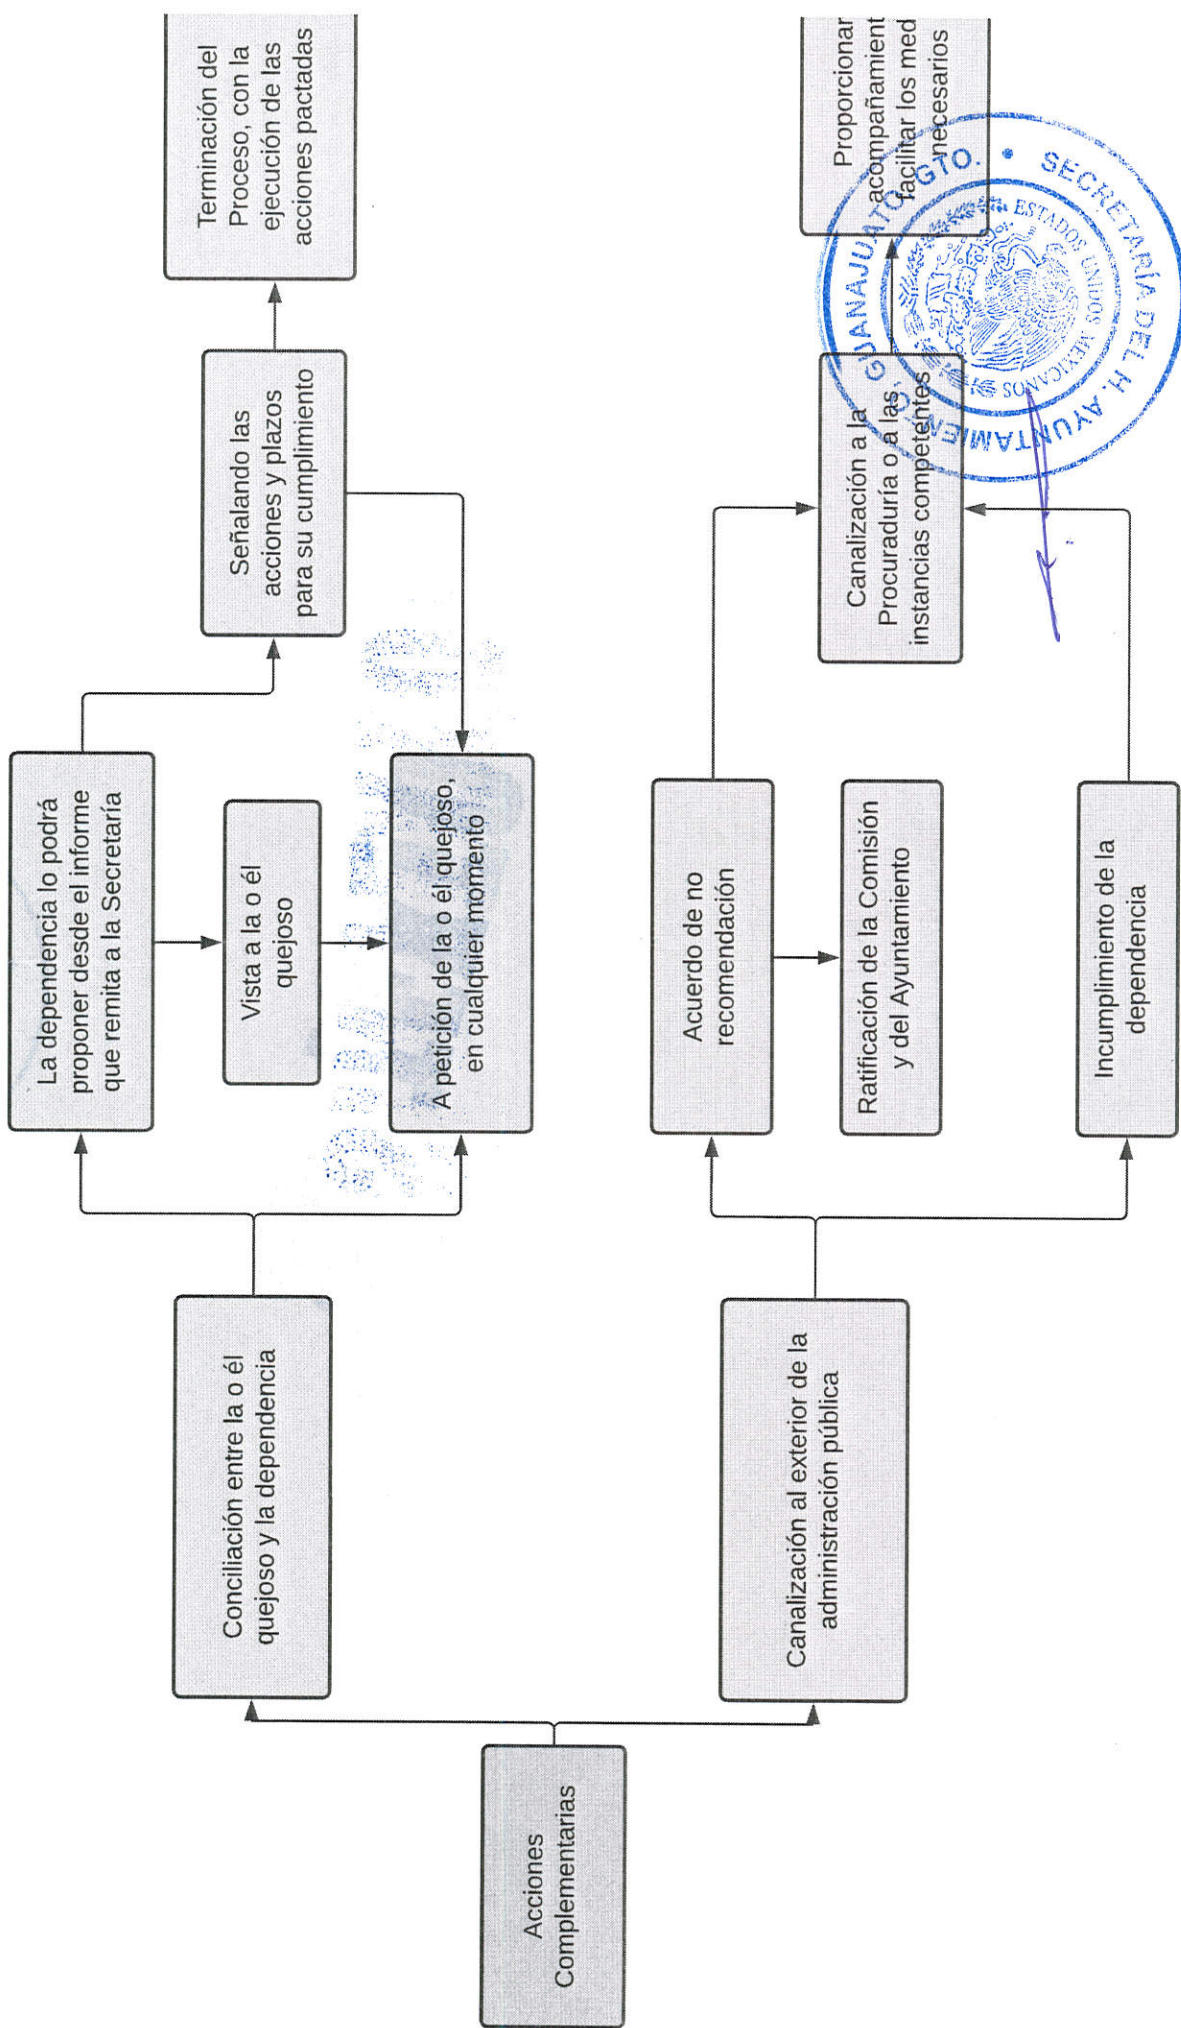 Acciones
Complementarias
Conciliación entre la o él
quejoso y la dependencia
La dependencia lo podrá
proponer desde el informe
que remita a la Secretaría
Vista a la o él
quejoso
A petición de la o él quejoso,
en cualquier momento
Señalando las
acciones y plazos
para su cumplimiento
Terminación del
Proceso, con la
ejecución de las
acciones pactadas
Canalización al exterior de la
administración pública
Acuerdo de no
recomendación
Ratificación de la Comisión
y del Ayuntamiento
Incumplimiento de la
dependencia
Canalización a la
Procuraduría o a las
instancias competentes
Proporcionar
acompañamient
facilitar los med
necesarios
SECRETARÍA DEL H. AYUNTAMIENTO, GUANAJUATO, GTO.
ESTADOS UNIDOS MEXICANOS